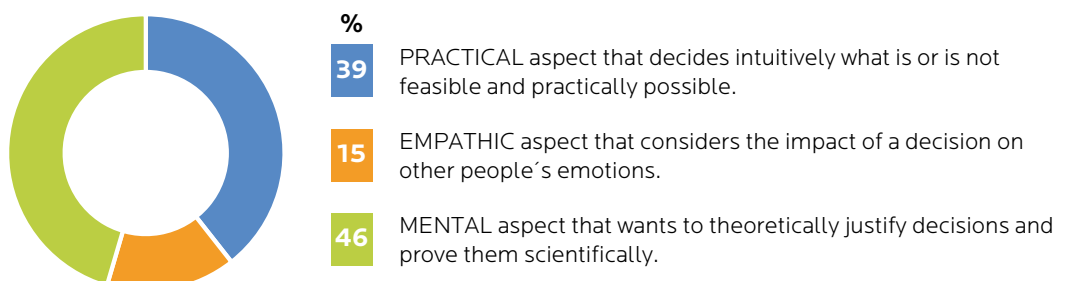 %
39
PRACTICAL aspect that decides intuitively what is or is not
feasible and practically possible.
15
EMPATHIC aspect that considers the impact of a decision on
other people´s emotions.
46
MENTAL aspect that wants to theoretically justify decisions and
prove them scientifically.